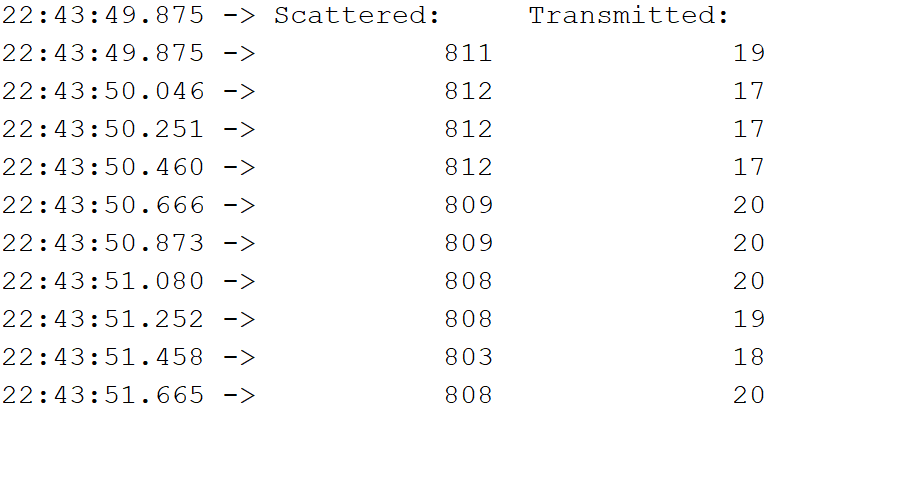 22:43:49.875 -> Scattered:     Transmitted:
22:43:49.875 ->           811              19
22:43:50.046 ->           812              17
22:43:50.251 ->           812              17
22:43:50.460 ->           812              17
22:43:50.666 ->           809              20
22:43:50.873 ->           809              20
22:43:51.080 ->           808              20
22:43:51.252 ->           808              19
22:43:51.458 ->           803              18
22:43:51.665 ->           808              20